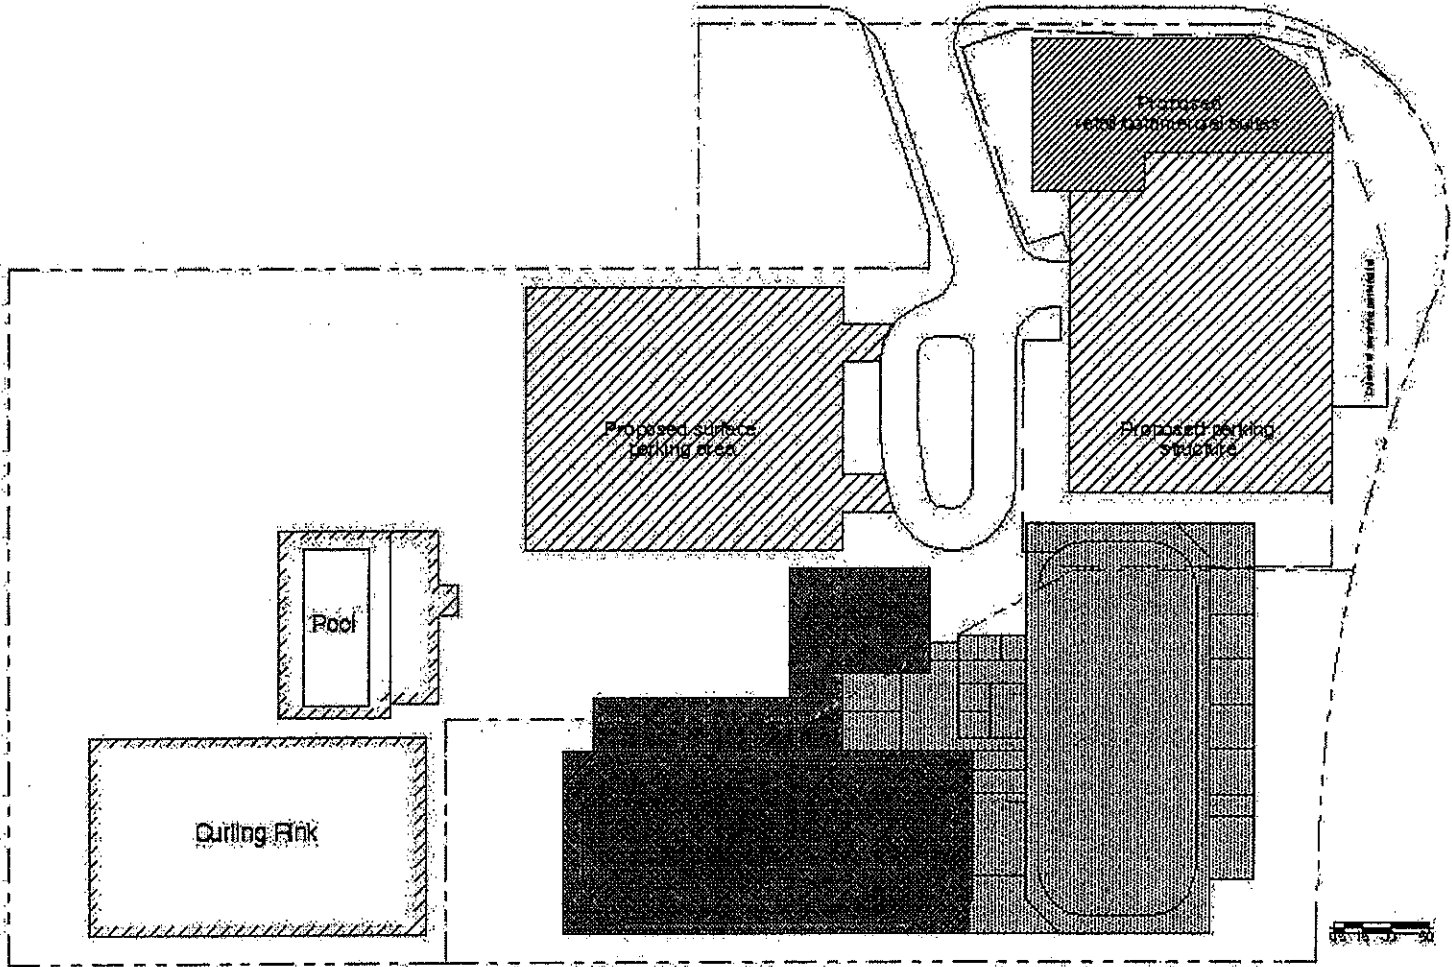 Proposed
retail commercial suites
Proposed surface
parking area
Proposed parking
structure
Pool
Curling Rink